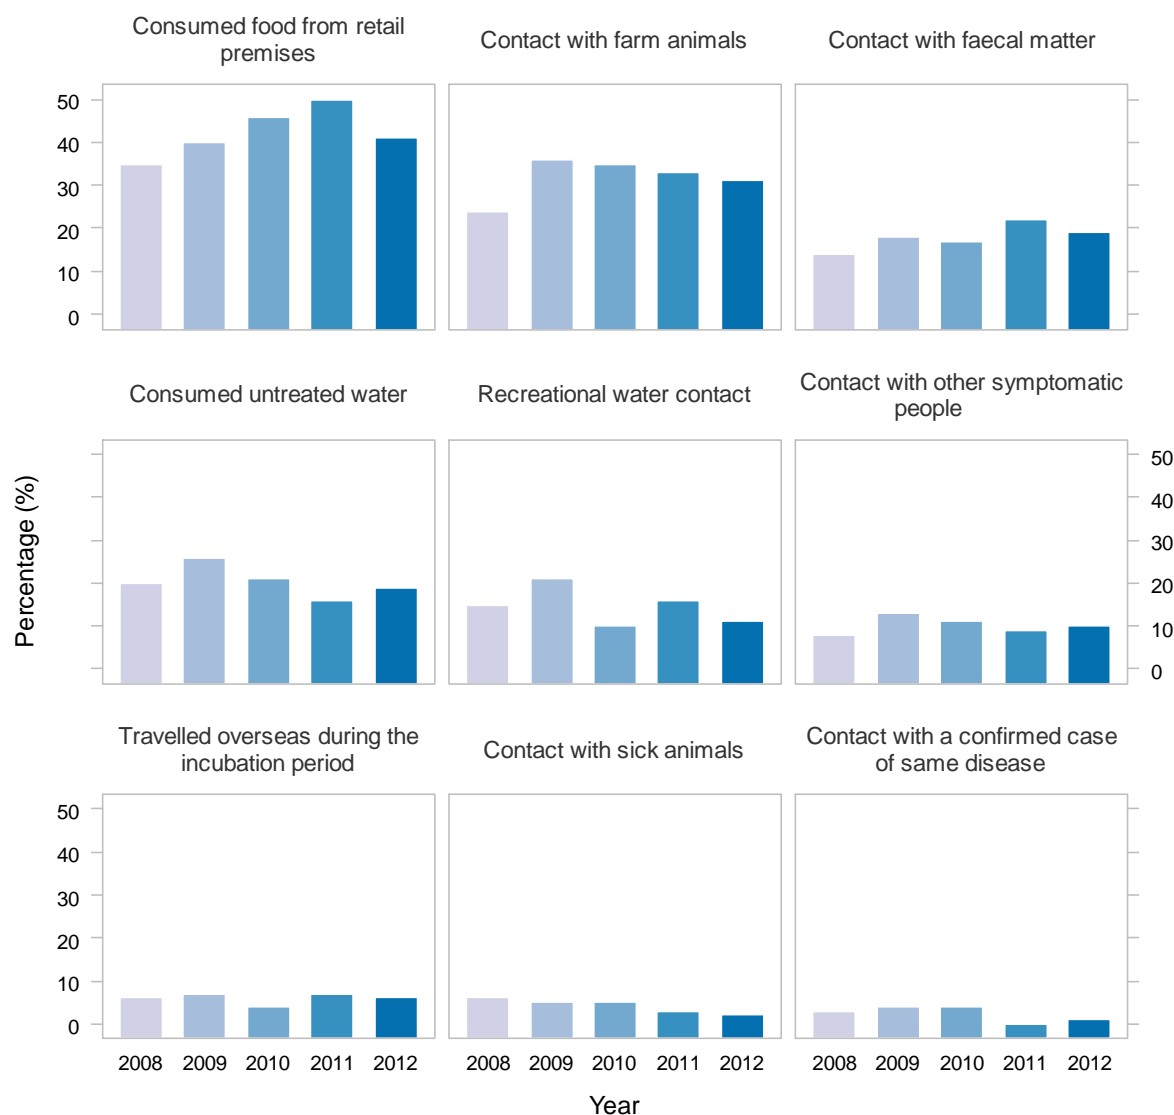 Consumed food from retail
premises
Contact with farm animals
Contact with faecal matter
50
40
30
20
10
0
Consumed untreated water
Recreational water contact
Contact with other symptomatic
people
Percentage (%)
50
40
30
20
10
0
Travelled overseas during the
incubation period
Contact with sick animals
Contact with a confirmed case
of same disease
50
40
30
20
10
0
2008 2009 2010 2011 2012
2008 2009 2010 2011 2012
2008 2009 2010 2011 2012
Year